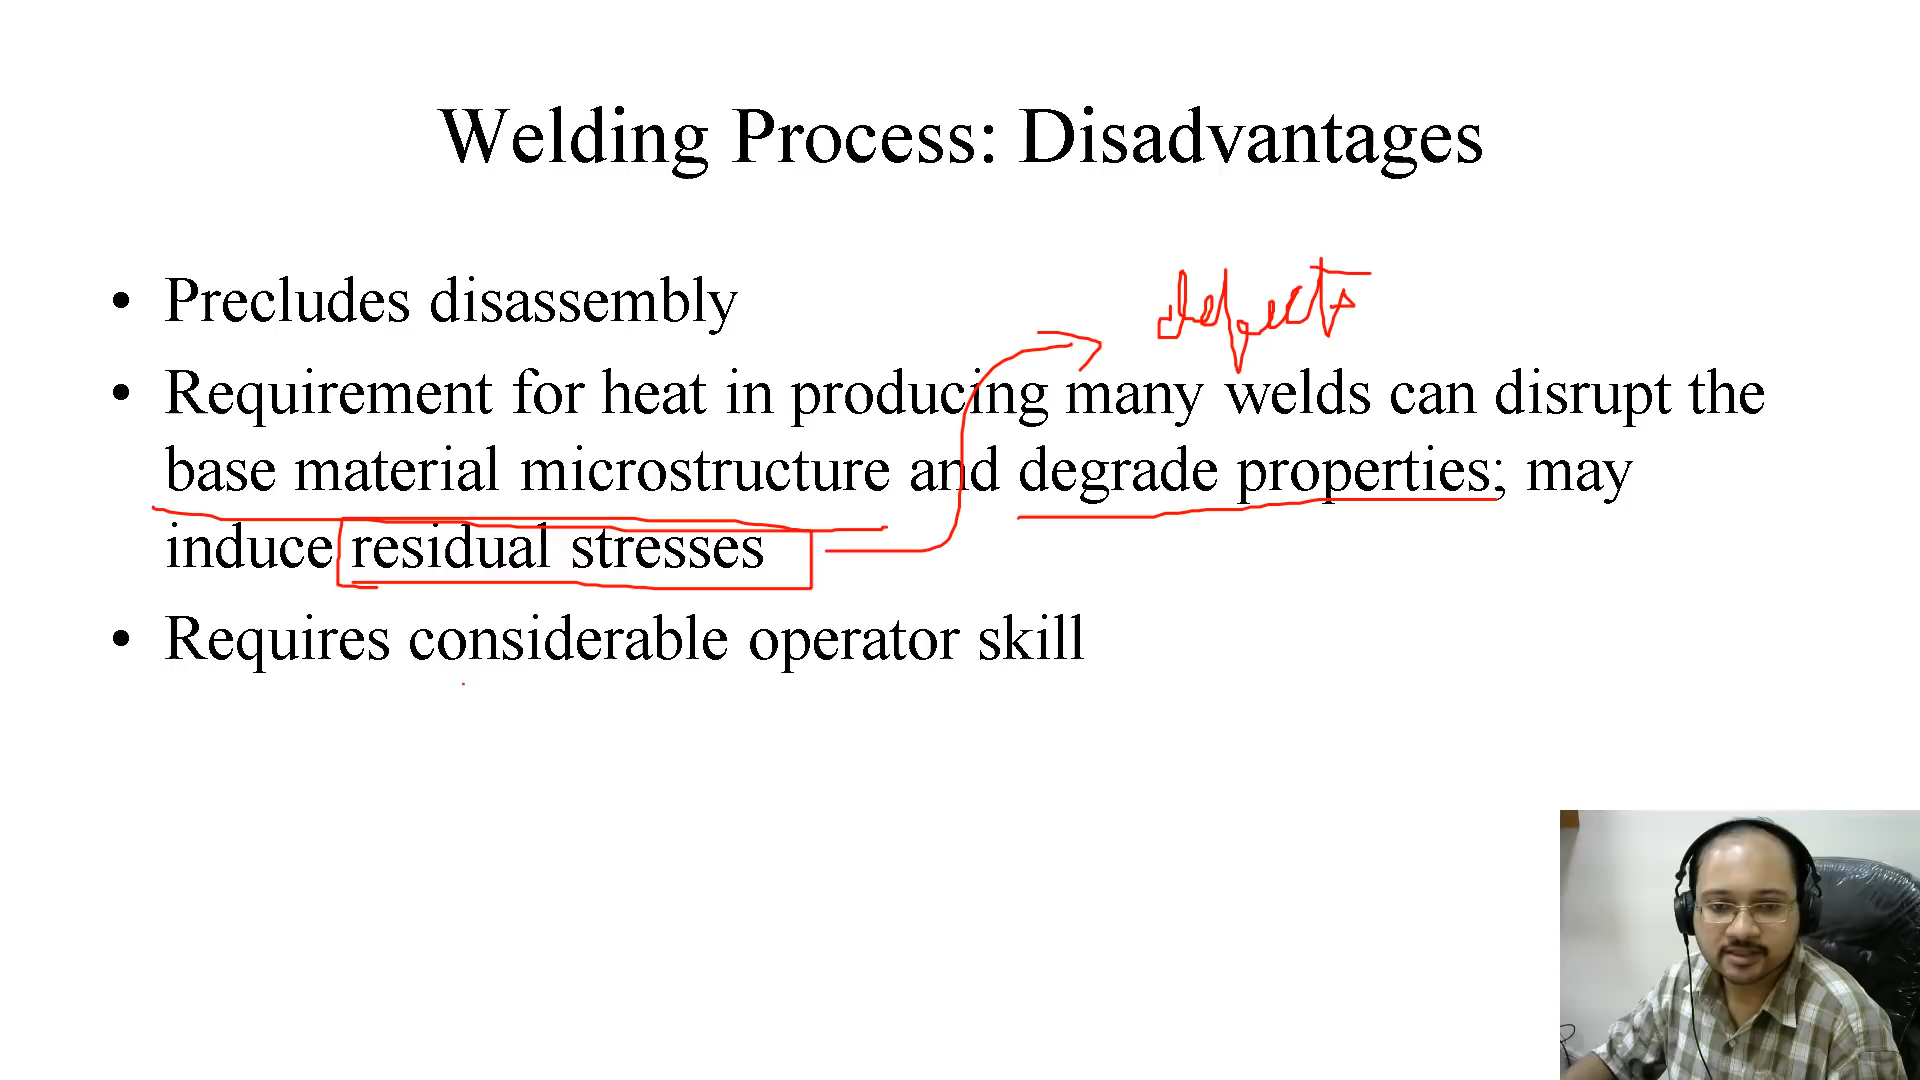 Welding Process: Disadvantages
• Precludes disassembly
defects
• Requirement for heat in producing many welds can disrupt the
base material microstructure and degrade properties; may
induce residual stresses
• Requires considerable operator skill